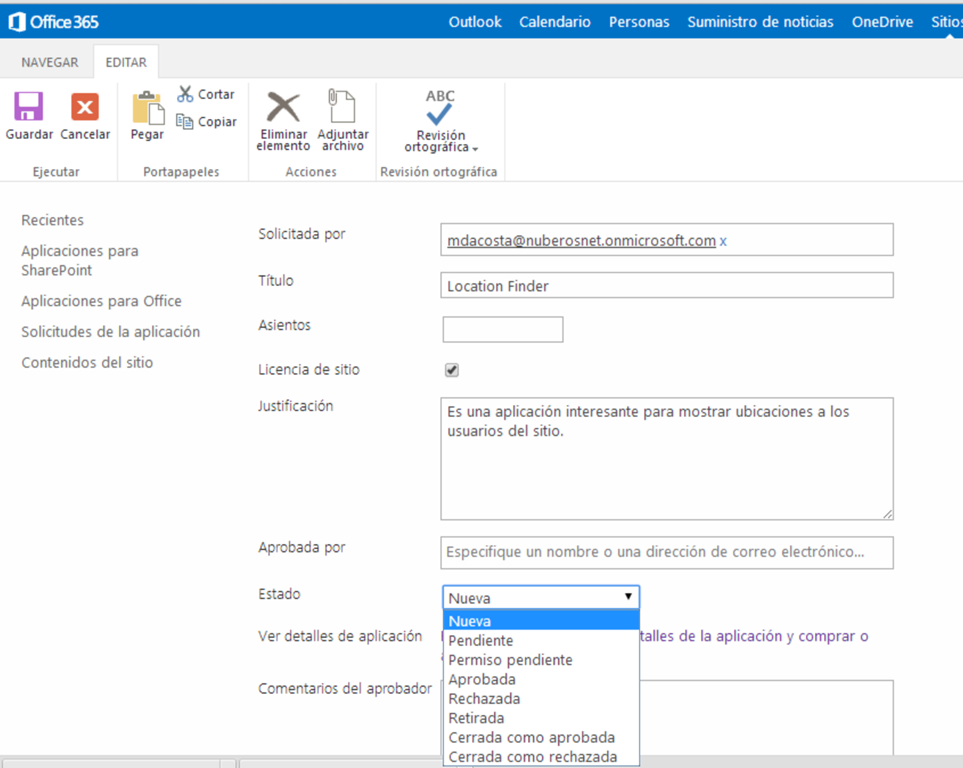 Office 365
Outlook Calendario Personas Suministro de noticias OneDrive Sitios
NAVEGAR EDITAR
Guardar Cancelar Pegar Cortar Copiar Eliminar elemento Adjuntar archivo ABC Revisión ortográfica
Ejecutar Portapapeles Acciones Revisión ortográfica
Recientes
Aplicaciones para
SharePoint
Aplicaciones para Office
Solicitudes de la aplicación
Contenidos del sitio
Solicitada por mdacosta@nuberosnet.onmicrosoft.com x
Título Location Finder
Asientos
Licencia de sitio
Justificación Es una aplicación interesante para mostrar ubicaciones a los
usuarios del sitio.
Aprobada por Especifique un nombre o una dirección de correo electrónico...
Estado Nueva
Nueva
Ver detalles de aplicación talles de la aplicación y comprar o
Pendiente
Permiso pendiente
Aprobada
Comentarios del aprobador
Rechazada
Retirada
Cerrada como aprobada
Cerrada como rechazada